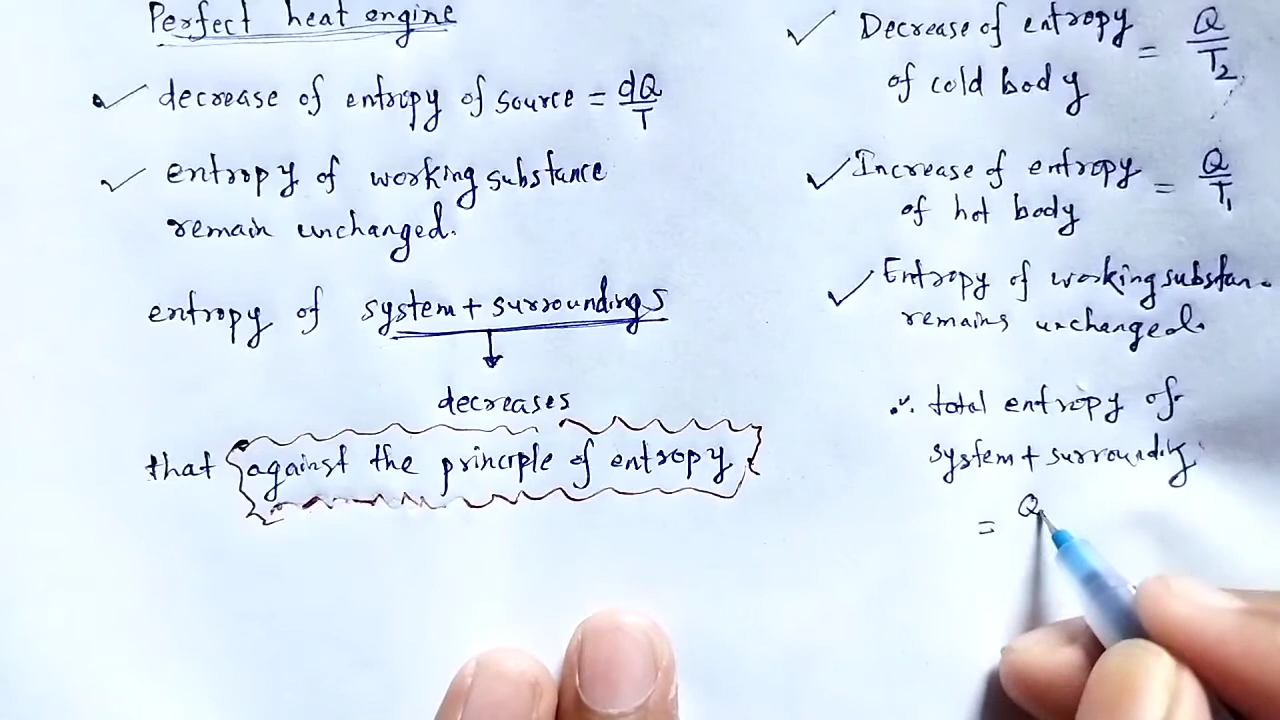 Perfect heat engine
✓ decrease of entropy of source = dQ/T
✓ entropy of working substance
remain unchanged.
entropy of system + surroundings
decreases
that against the principle of entropy
✓ Decrease of entropy
of cold body = Q/T₂
✓ Increase of entropy
of hot body = Q/T₁
✓ Entropy of working substan
remains unchanged.
∴ total entropy of
system + surrounding
= Q